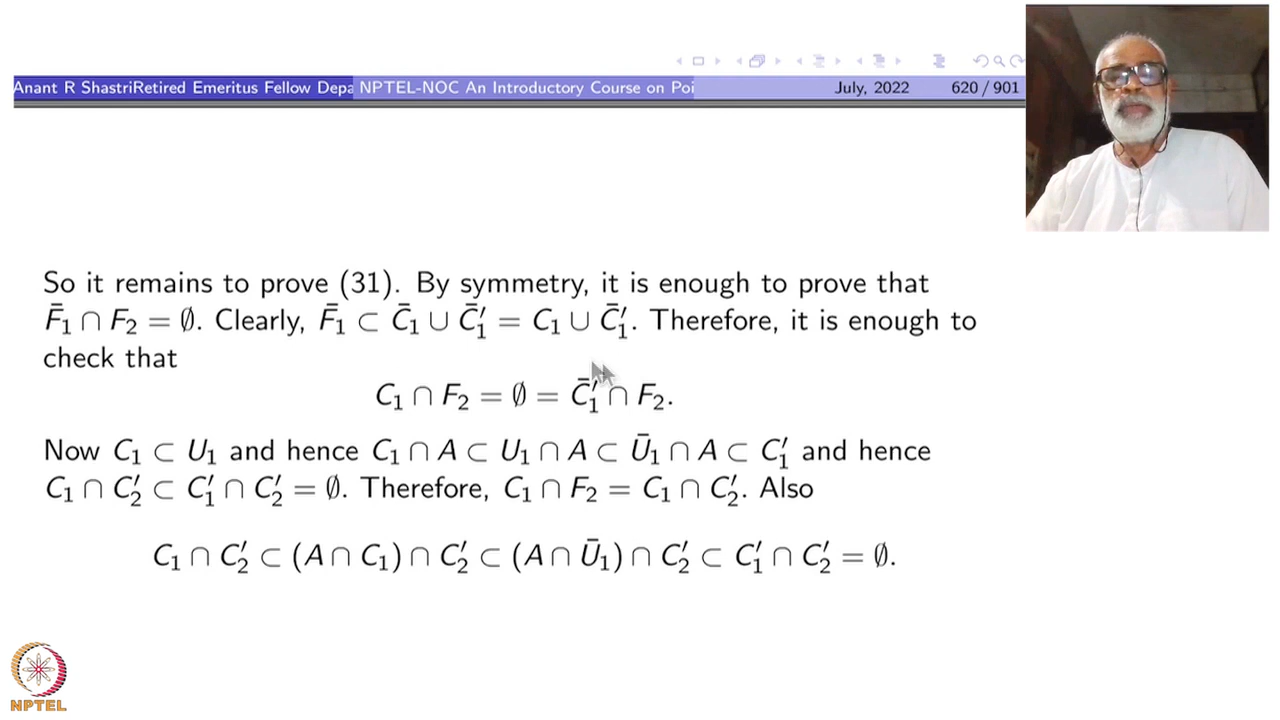 Anant R ShastriRetired Emeritus Fellow Depa NPTEL-NOC An Introductory Course on Poi July, 2022 620 / 901
So it remains to prove (31). By symmetry, it is enough to prove that
F̄₁ ∩ F₂ = ∅. Clearly, F̄₁ ⊂ C̄₁ ∪ C̄′₁ = C₁ ∪ C̄′₁. Therefore, it is enough to
check that
C₁ ∩ F₂ = ∅ = C̄′₁ ∩ F₂.
Now C₁ ⊂ U₁ and hence C₁ ∩ A ⊂ U₁ ∩ A ⊂ Ū₁ ∩ A ⊂ C′₁ and hence
C₁ ∩ C′₂ ⊂ C′₁ ∩ C′₂ = ∅. Therefore, C₁ ∩ F₂ = C₁ ∩ C′₂. Also
C₁ ∩ C′₂ ⊂ (A ∩ C₁) ∩ C′₂ ⊂ (A ∩ Ū₁) ∩ C′₂ ⊂ C′₁ ∩ C′₂ = ∅.
NPTEL